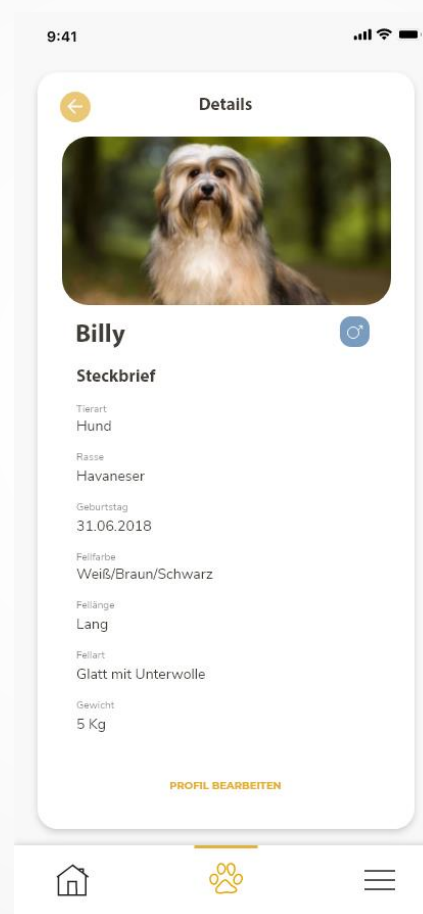 9:41
Details
Billy
Steckbrief
Tierart
Hund
Rasse
Havaneser
Geburtstag
31.06.2018
Fellfarbe
Weiß/Braun/Schwarz
Fellänge
Lang
Fellart
Glatt mit Unterwolle
Gewicht
5 Kg
PROFIL BEARBEITEN